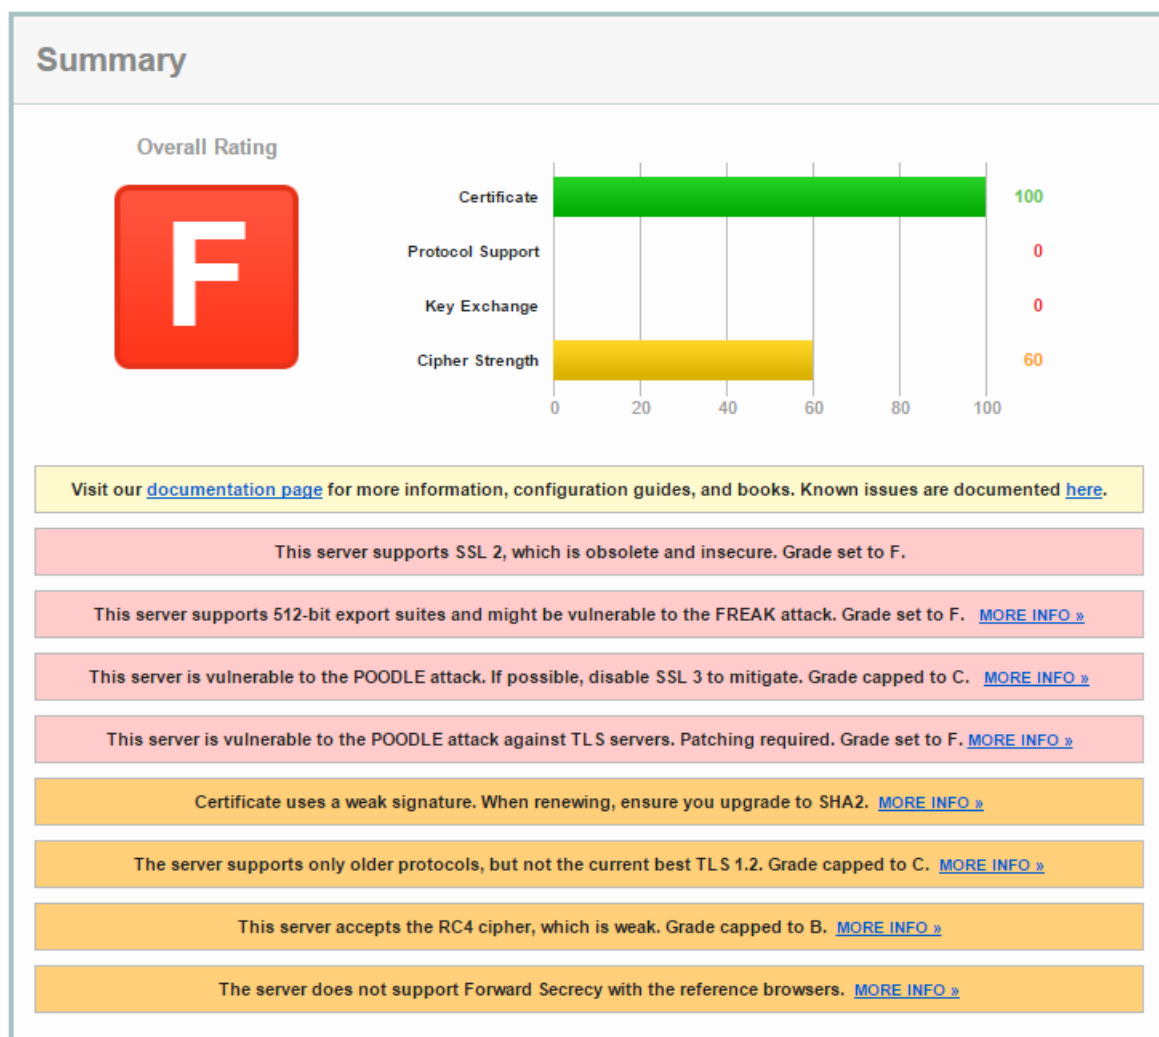 Summary
Overall Rating
F
Certificate 100
Protocol Support 0
Key Exchange 0
Cipher Strength 60
0 20 40 60 80 100
Visit our documentation page for more information, configuration guides, and books. Known issues are documented here.
This server supports SSL 2, which is obsolete and insecure. Grade set to F.
This server supports 512-bit export suites and might be vulnerable to the FREAK attack. Grade set to F. MORE INFO »
This server is vulnerable to the POODLE attack. If possible, disable SSL 3 to mitigate. Grade capped to C. MORE INFO »
This server is vulnerable to the POODLE attack against TLS servers. Patching required. Grade set to F. MORE INFO »
Certificate uses a weak signature. When renewing, ensure you upgrade to SHA2. MORE INFO »
The server supports only older protocols, but not the current best TLS 1.2. Grade capped to C. MORE INFO »
This server accepts the RC4 cipher, which is weak. Grade capped to B. MORE INFO »
The server does not support Forward Secrecy with the reference browsers. MORE INFO »